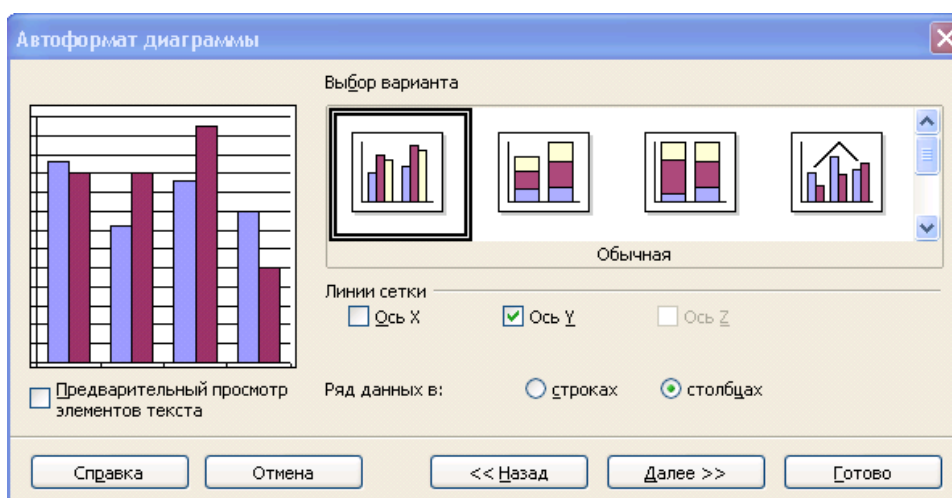 Автоформат диаграммы
Выбор варианта
Обычная
Линии сетки
Ось X
Ось Y
Ось Z
Предварительный просмотр
элементов текста
Ряд данных в:
строках
столбцах
Справка
Отмена
<< Назад
Далее >>
Готово